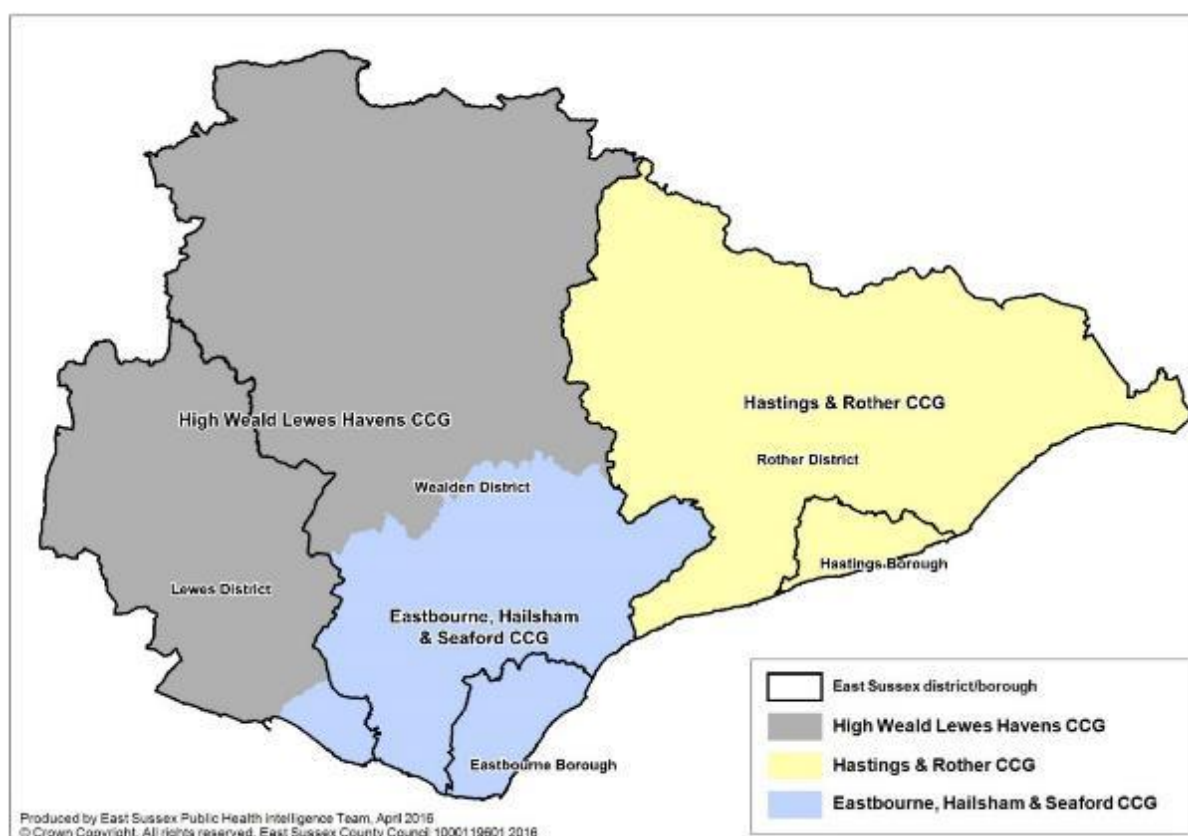 High Weald Lewes Havens CCG
Hastings & Rother CCG
Rother District
Wealden District
Hastings Borough
Lewes District
Eastbourne, Hailsham
& Seaford CCG
Eastbourne Borough
East Sussex district/borough
High Weald Lewes Havens CCG
Hastings & Rother CCG
Eastbourne, Hailsham & Seaford CCG
Produced by East Sussex Public Health Intelligence Team, April 2016
© Crown Copyright. All rights reserved. East Sussex County Council 1000119601 2016